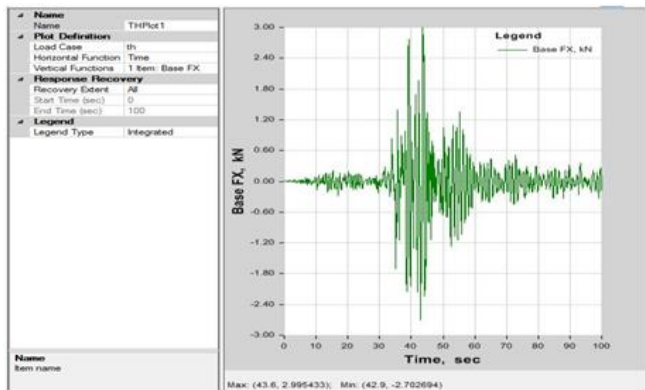 Name
Name THPlot1
Plot Definition
Load Case th
Horizontal Function Time
Vertical Functions 1 Item: Base FX
Response Recovery
Recovery Extent All
Start Time (sec) 0
End Time (sec) 100
Legend
Legend Type Integrated
Name
Item name
Legend
Base FX, kN
3.00
2.40
1.80
1.20
0.60
0.00
-0.60
-1.20
-1.80
-2.40
-3.00
Base FX, kN
0 10 20 30 40 50 60 70 80 90 100
Time, sec
Max: (43.6, 2.995433); Min: (42.9, -2.702694)